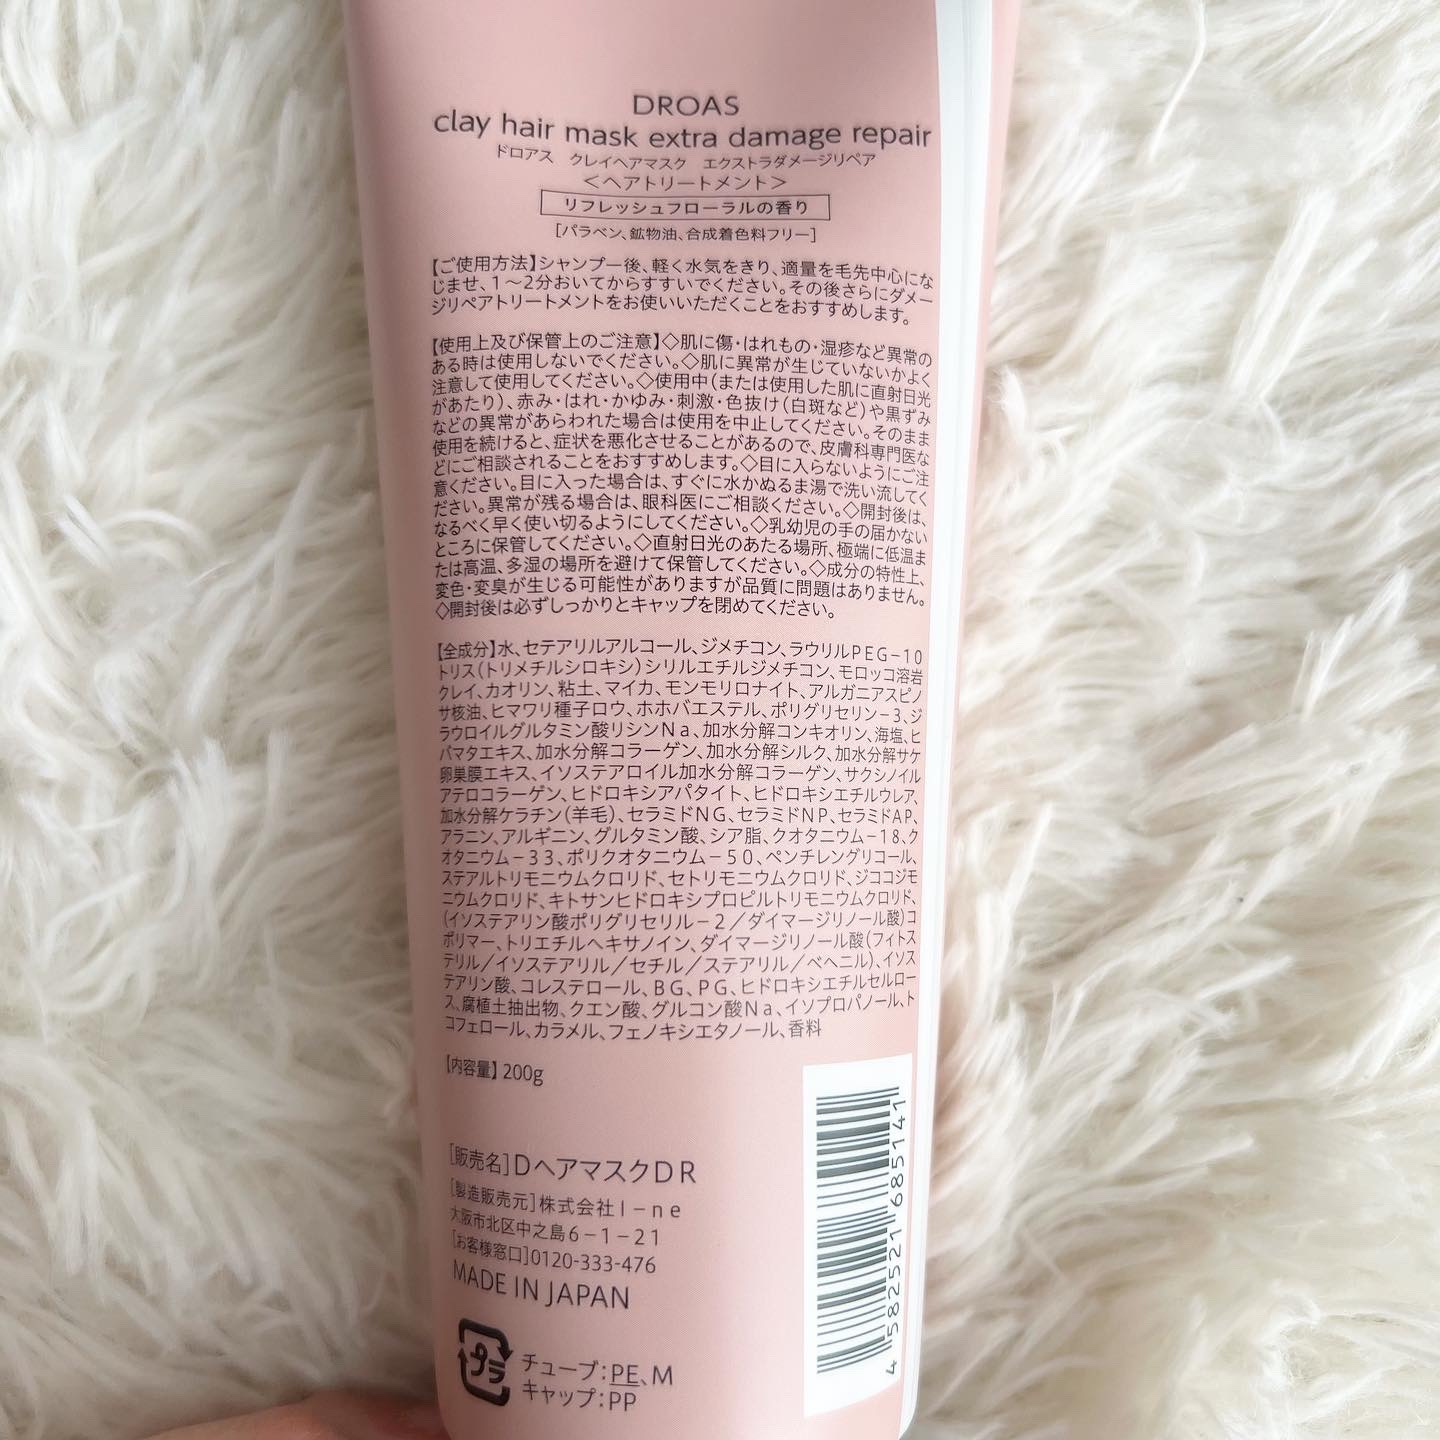 DROAS
clay hair mask extra damage repair
ドロアス　クレイヘアマスク　エクストラダメージリペア
＜ヘアトリートメント＞
リフレッシュフローラルの香り
［パラベン、鉱物油、合成着色料フリー］
【ご使用方法】シャンプー後、軽く水気をきり、適量を毛先中心にな
じませ、1〜2分おいてからすすいでください。その後さらにダメー
ジリペアトリートメントをお使いいただくことをおすすめします。
【使用上及び保管上のご注意】◇肌に傷・はれもの・湿疹など異常の
ある時は使用しないでください。◇肌に異常が生じていないかよく
注意して使用してください。◇使用中（または使用した肌に直射日光
があたり）、赤み・はれ・かゆみ・刺激・色抜け（白斑など）や黒ずみ
などの異常があらわれた場合は使用を中止してください。そのまま
使用を続けると、症状を悪化させることがあるので、皮膚科専門医な
どにご相談されることをおすすめします。◇目に入らないようにご注
意ください。目に入った場合は、すぐに水かぬるま湯で洗い流してく
ださい。異常が残る場合は、眼科医にご相談ください。◇開封後は、
なるべく早く使い切るようにしてください。◇乳幼児の手の届かない
ところに保管してください。◇直射日光のあたる場所、極端に低温ま
たは高温、多湿の場所を避けて保管してください。◇成分の特性上、
変色・変臭が生じる可能性がありますが品質に問題はありません。
◇開封後は必ずしっかりとキャップを閉めてください。
【全成分】水、セテアリルアルコール、ジメチコン、ラウリルPEG－10
トリス（トリメチルシロキシ）シリルエチルジメチコン、モロッコ溶岩
クレイ、カオリン、粘土、マイカ、モンモリロナイト、アルガニアスピノ
サ核油、ヒマワリ種子ロウ、ホホバエステル、ポリグリセリン－3、ジ
ラウロイルグルタミン酸リシンNa、加水分解コンキオリン、海塩、ヒ
バマタエキス、加水分解コラーゲン、加水分解シルク、加水分解サケ
卵巣膜エキス、イソステアロイル加水分解コラーゲン、サクシノイル
アテロコラーゲン、ヒドロキシアパタイト、ヒドロキシエチルウレア、
加水分解ケラチン（羊毛）、セラミドNG、セラミドNP、セラミドAP、
アラニン、アルギニン、グルタミン酸、シア脂、クオタニウム－18、ク
オタニウム－33、ポリクオタニウム－50、ペンチレングリコール、
ステアルトリモニウムクロリド、セトリモニウムクロリド、ジココジモ
ニウムクロリド、キトサンヒドロキシプロピルトリモニウムクロリド、
（イソステアリン酸ポリグリセリル－2／ダイマージリノール酸）コ
ポリマー、トリエチルヘキサノイン、ダイマージリノール酸（フィトス
テリル／イソステアリル／セチル／ステアリル／ベヘニル）、イソス
テアリン酸、コレステロール、BG、PG、ヒドロキシエチルセルロー
ス、腐植土抽出物、クエン酸、グルコン酸Na、イソプロパノール、ト
コフェロール、カラメル、フェノキシエタノール、香料
【内容量】200g
［販売名］DヘアマスクDR
［製造販売元］株式会社I－ne
大阪市北区中之島6－1－21
［お客様窓口］0120-333-476
MADE IN JAPAN
プラ
チューブ：PE、M
キャップ：PP
4 582521 685141